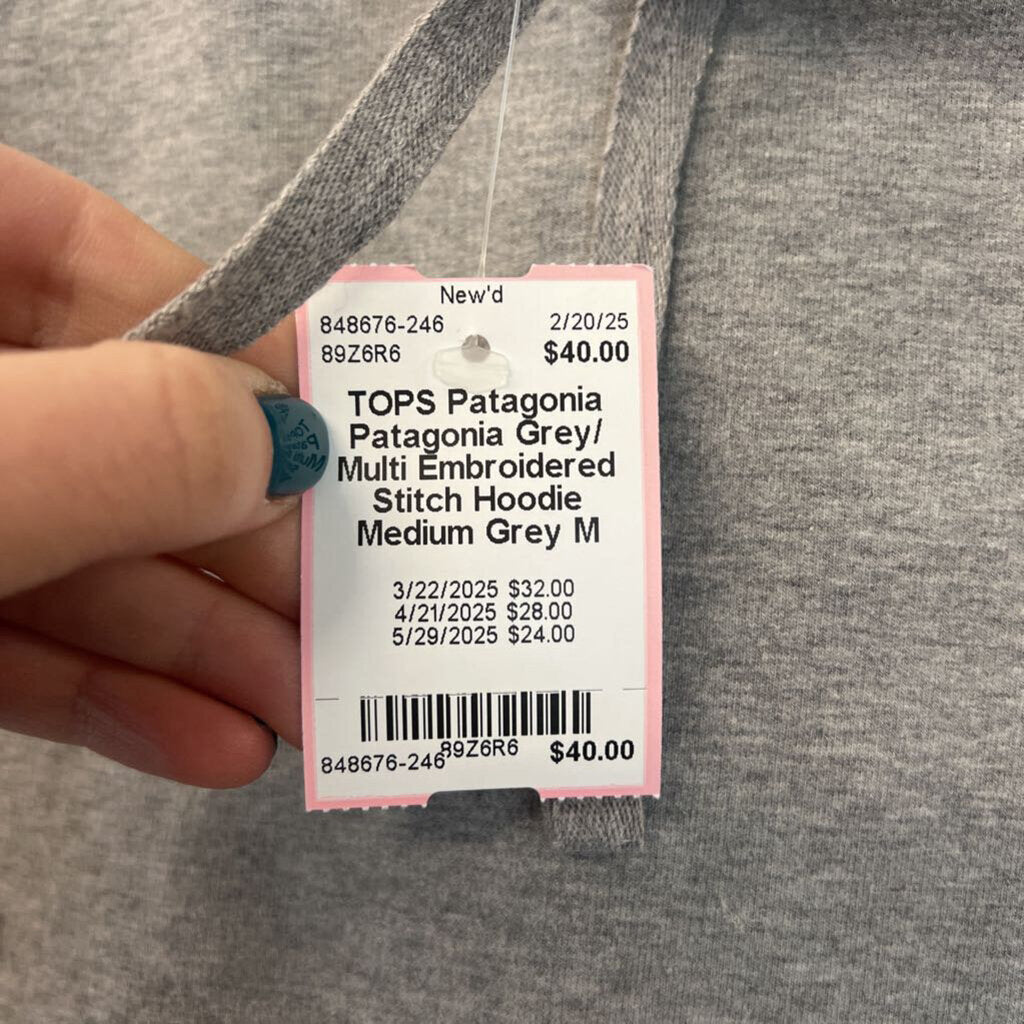 New'd
848676-246 2/20/25
89Z6R6 $40.00
TOPS Patagonia
Patagonia Grey/
Multi Embroidered
Stitch Hoodie
Medium Grey M
3/22/2025 $32.00
4/21/2025 $28.00
5/29/2025 $24.00
848676-246 89Z6R6 $40.00